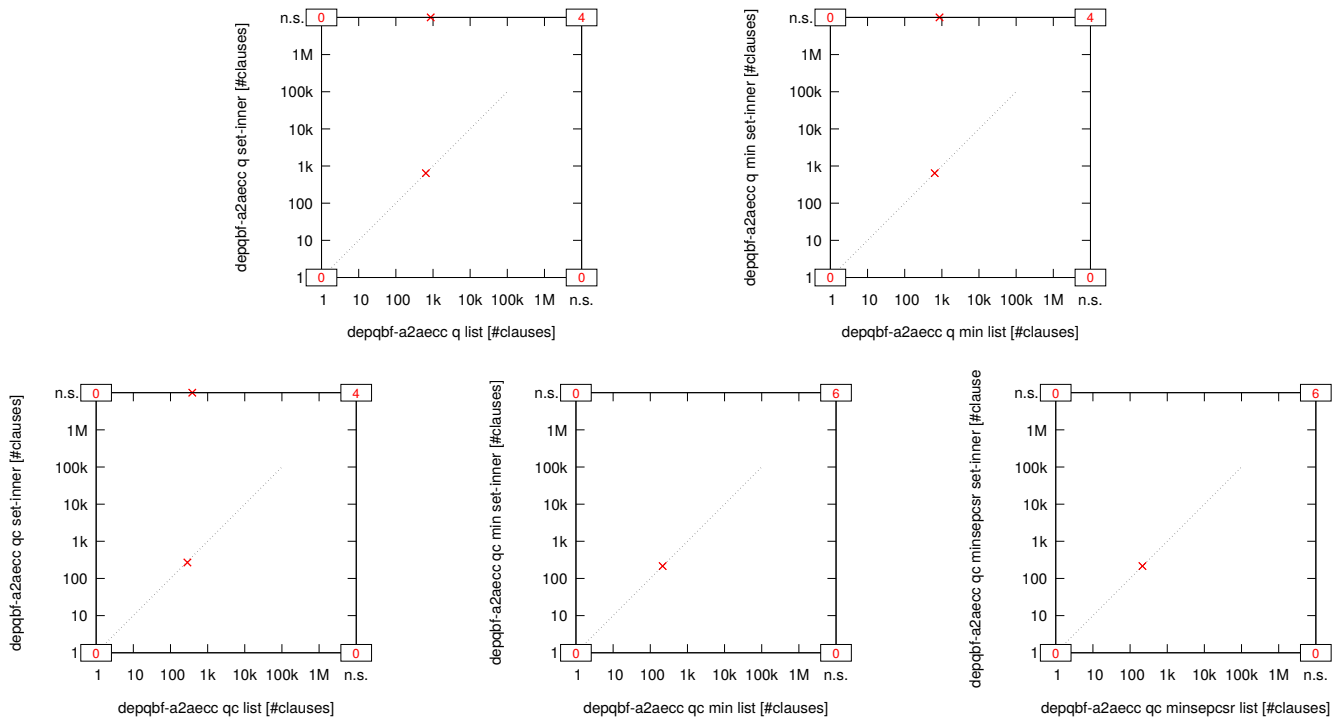 depqbf-a2aecc q set-inner [#clauses]
n.s. 0 4
1M
100k
10k
1k
100
10
1 0 0
1 10 100 1k 10k 100k 1M n.s.
depqbf-a2aecc q list [#clauses]
depqbf-a2aecc q min set-inner [#clauses]
n.s. 0 4
1M
100k
10k
1k
100
10
1 0 0
1 10 100 1k 10k 100k 1M n.s.
depqbf-a2aecc q min list [#clauses]
depqbf-a2aecc qc set-inner [#clauses]
n.s. 0 4
1M
100k
10k
1k
100
10
1 0 0
1 10 100 1k 10k 100k 1M n.s.
depqbf-a2aecc qc list [#clauses]
depqbf-a2aecc qc min set-inner [#clauses]
n.s. 0 6
1M
100k
10k
1k
100
10
1 0 0
1 10 100 1k 10k 100k 1M n.s.
depqbf-a2aecc qc min list [#clauses]
depqbf-a2aecc qc minsepcsr set-inner [#clause
n.s. 0 6
1M
100k
10k
1k
100
10
1 0 0
1 10 100 1k 10k 100k 1M n.s.
depqbf-a2aecc qc minsepcsr list [#clauses]